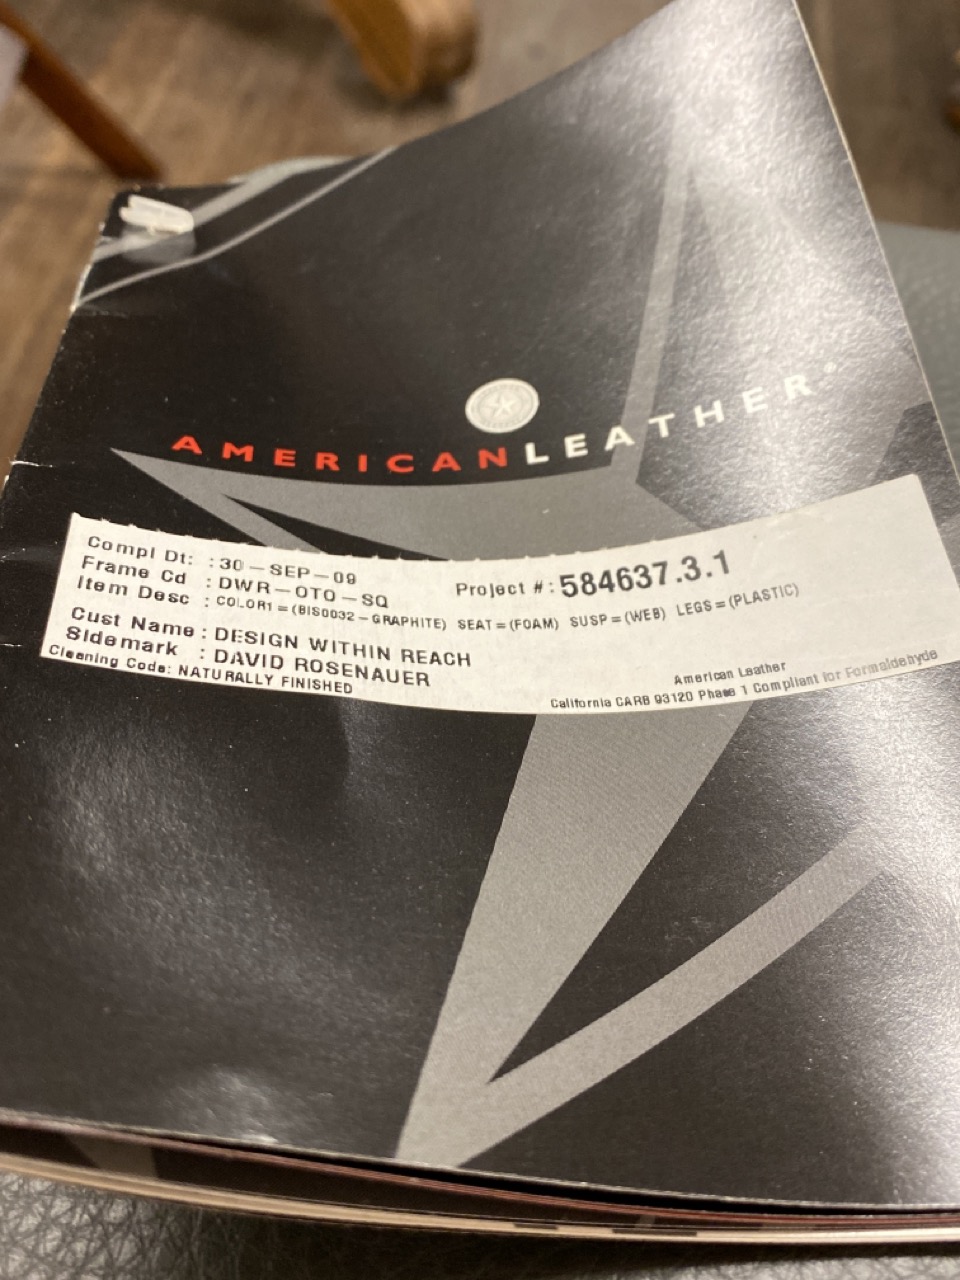 AMERICANLEATHER®
Compl Dt: : 30-SEP-09
Frame Cd : DWR-OTO-SQ
Project #: 584637.3.1
Item Desc : COLOR1=(BIS0032-GRAPHITE) SEAT=(FOAM) SUSP=(WEB) LEGS=(PLASTIC)
Cust Name : DESIGN WITHIN REACH
Sidemark : DAVID ROSENAUER
Cleaning Code: NATURALLY FINISHED
American Leather
California CARB 93120 Phase 1 Compliant for Formaldehyde